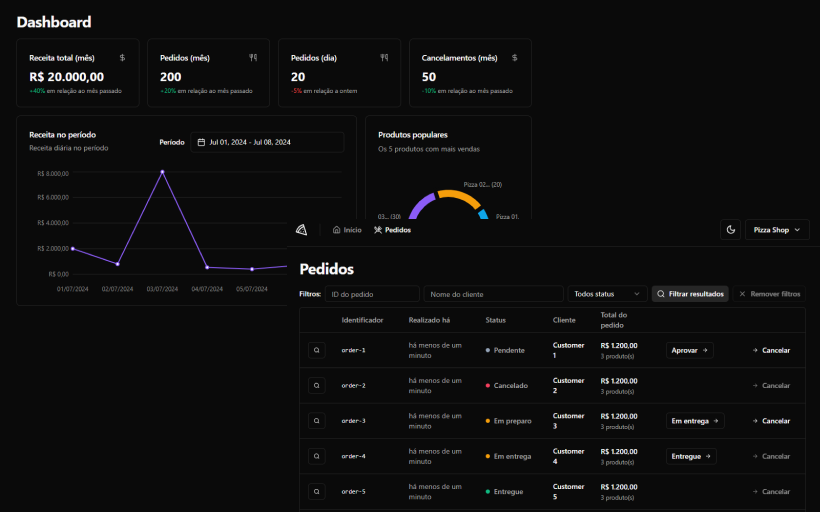 Dashboard
Receita total (mês)
R$ 20.000,00
+40% em relação ao mês passado
Pedidos (mês)
200
+20% em relação ao mês passado
Pedidos (dia)
20
-5% em relação a ontem
Cancelamentos (mês)
50
-10% em relação ao mês passado
Receita no período
Receita diária no período
Período
Jul 01, 2024 - Jul 08, 2024
R$ 8.000,00
R$ 6.000,00
R$ 4.000,00
R$ 2.000,00
R$ 0,00
01/07/2024 02/07/2024 03/07/2024 04/07/2024 05/07/2024
Produtos populares
Os 5 produtos com mais vendas
Pizza 02... (20)
03... (30)
Pizza 01.
Início Pedidos
Pizza Shop
Pedidos
Filtros: ID do pedido Nome do cliente Todos status Filtrar resultados Remover filtros
Identificador Realizado há Status Cliente Total do pedido
order-1 há menos de um minuto Pendente Customer 1 R$ 1.200,00 3 produto(s) Aprovar Cancelar
order-2 há menos de um minuto Cancelado Customer 2 R$ 1.200,00 3 produto(s) Cancelar
order-3 há menos de um minuto Em preparo Customer 3 R$ 1.200,00 3 produto(s) Em entrega Cancelar
order-4 há menos de um minuto Em entrega Customer 4 R$ 1.200,00 3 produto(s) Entregue Cancelar
order-5 há menos de um minuto Entregue Customer 5 R$ 1.200,00 3 produto(s) Cancelar